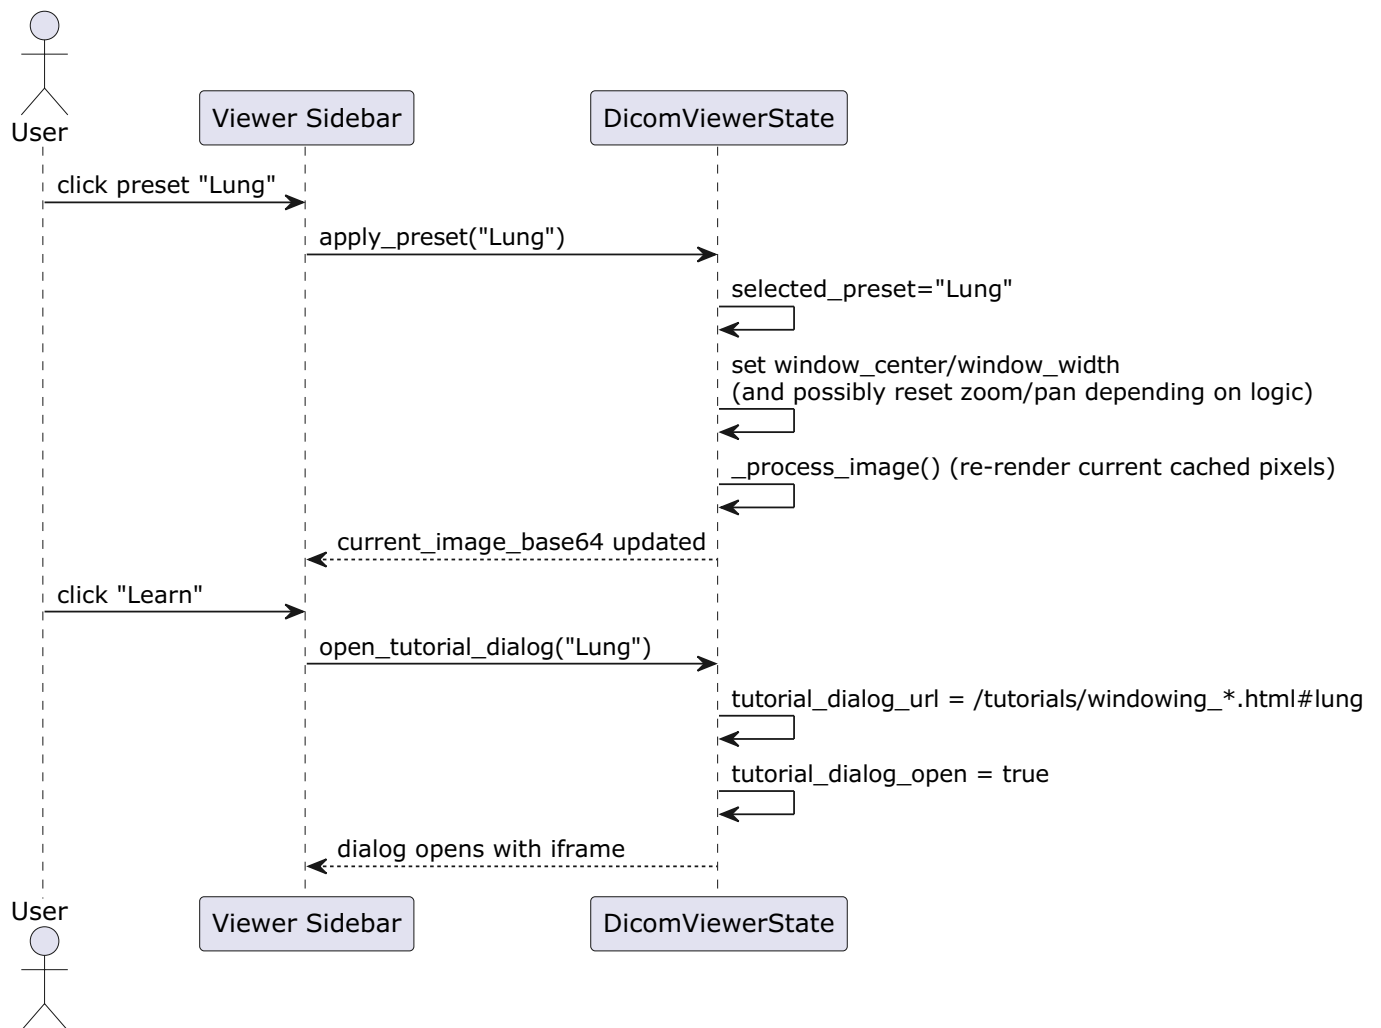 User
Viewer Sidebar
DicomViewerState
click preset "Lung"
apply_preset("Lung")
selected_preset="Lung"
set window_center/window_width
(and possibly reset zoom/pan depending on logic)
_process_image() (re-render current cached pixels)
current_image_base64 updated
click "Learn"
open_tutorial_dialog("Lung")
tutorial_dialog_url = /tutorials/windowing_*.html#lung
tutorial_dialog_open = true
dialog opens with iframe
User
Viewer Sidebar
DicomViewerState